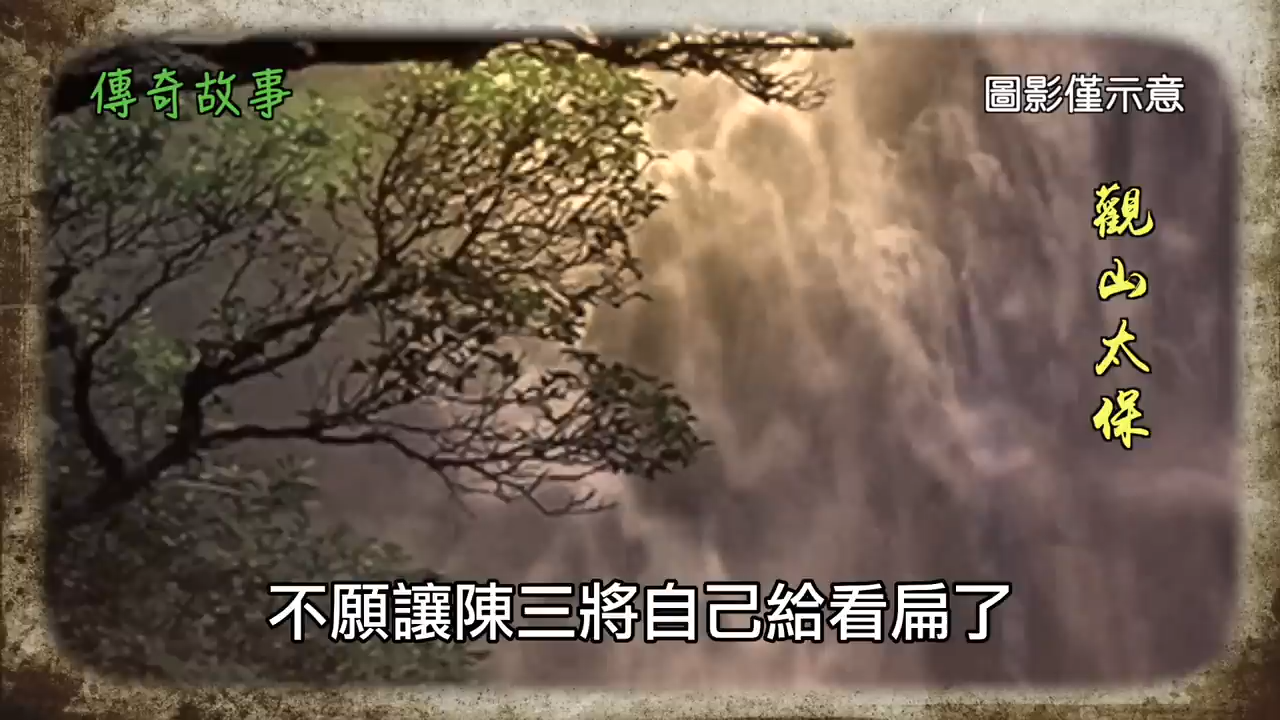 傳奇故事
圖影僅示意
觀山太保
不願讓陳三將自己給看扁了